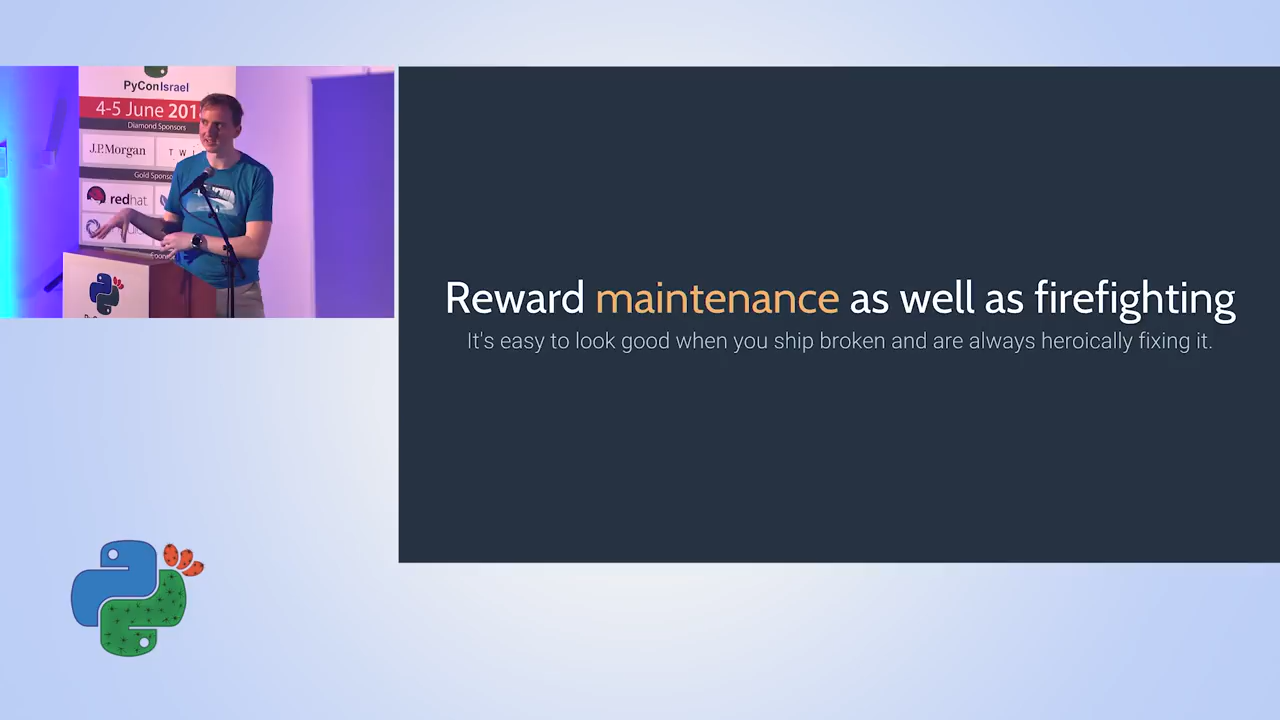 PyConIsrael
4-5 June 201
Diamond Sponsors
J.P.Morgan
T W
Gold Sponso
redhat
Reward maintenance as well as firefighting
It's easy to look good when you ship broken and are always heroically fixing it.